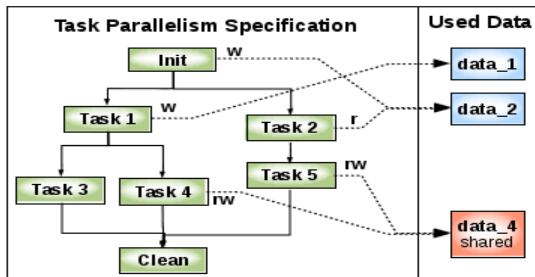 Task Parallelism Specification
Used Data
Init
w
data_1
w
Task 1
data_2
Task 2
r
Task 5
rw
Task 3
Task 4
rw
data_4
shared
Clean